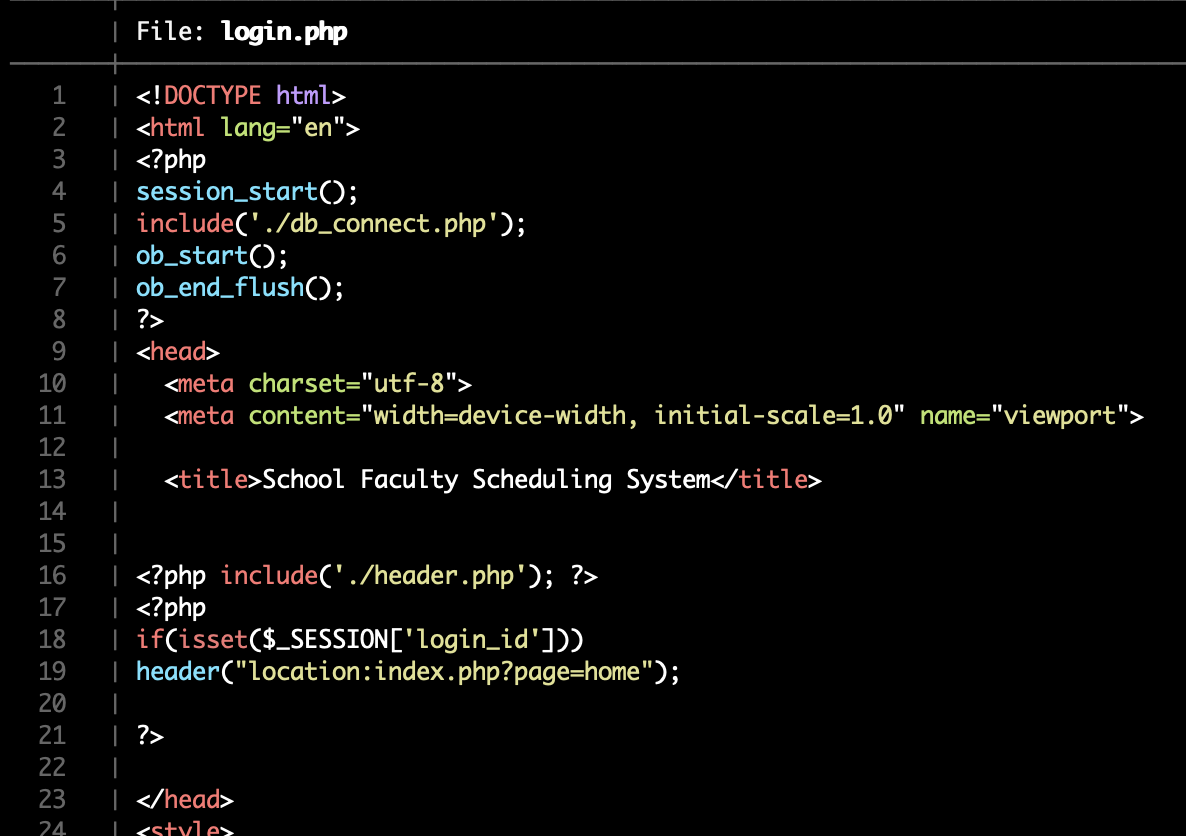 File: login.php
1 <!DOCTYPE html>
2 <html lang="en">
3 <?php
4 session_start();
5 include('./db_connect.php');
6 ob_start();
7 ob_end_flush();
8 ?>
9 <head>
10   <meta charset="utf-8">
11   <meta content="width=device-width, initial-scale=1.0" name="viewport">
12
13   <title>School Faculty Scheduling System</title>
14
15
16 <?php include('./header.php'); ?>
17 <?php
18 if(isset($_SESSION['login_id']))
19 header("location:index.php?page=home");
20
21 ?>
22
23 </head>
24 <style>